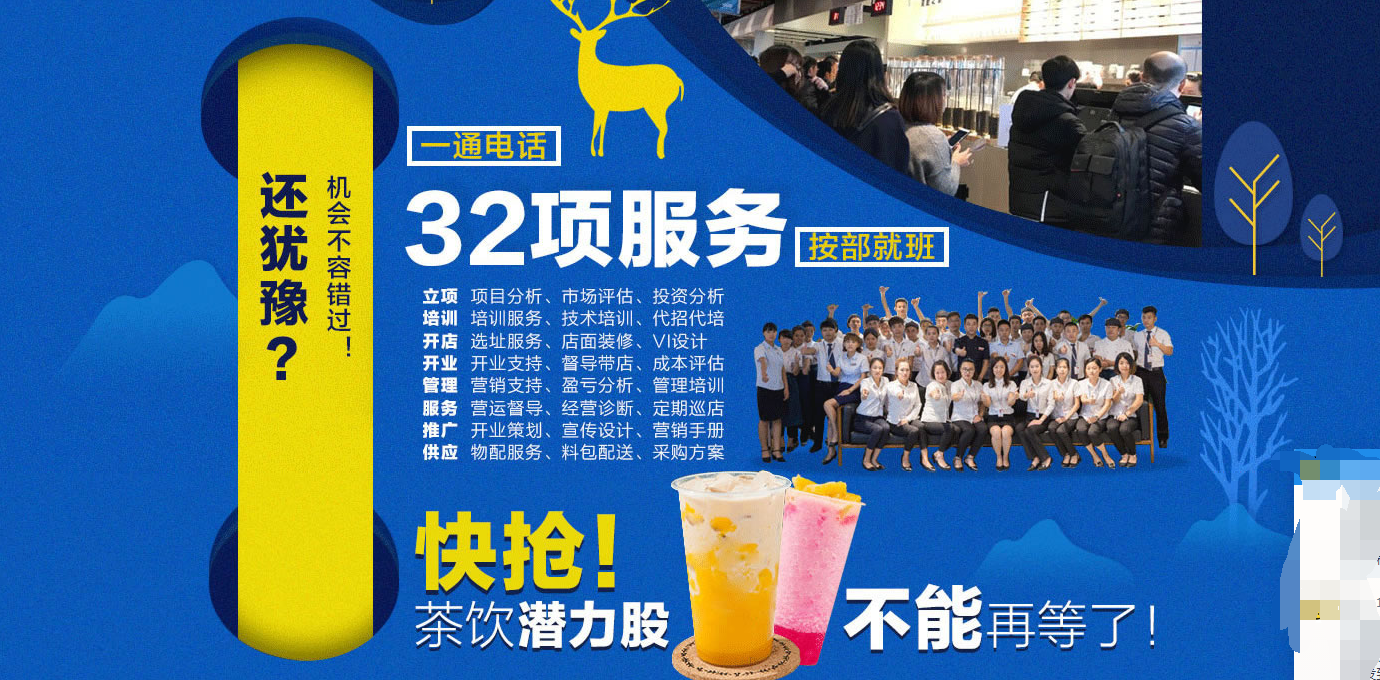 还犹豫?
机会不容错过!
一通电话
32项服务
按部就班
立项 项目分析、市场评估、投资分析
培训 培训服务、技术培训、代招代培
开店 选址服务、店面装修、VI设计
开业 开业支持、督导带店、成本评估
管理 营销支持、盈亏分析、管理培训
服务 营运督导、经营诊断、定期巡店
推广 开业策划、宣传设计、营销手册
供应 物配服务、料包配送、采购方案
快抢!
茶饮潜力股
不能再等了!